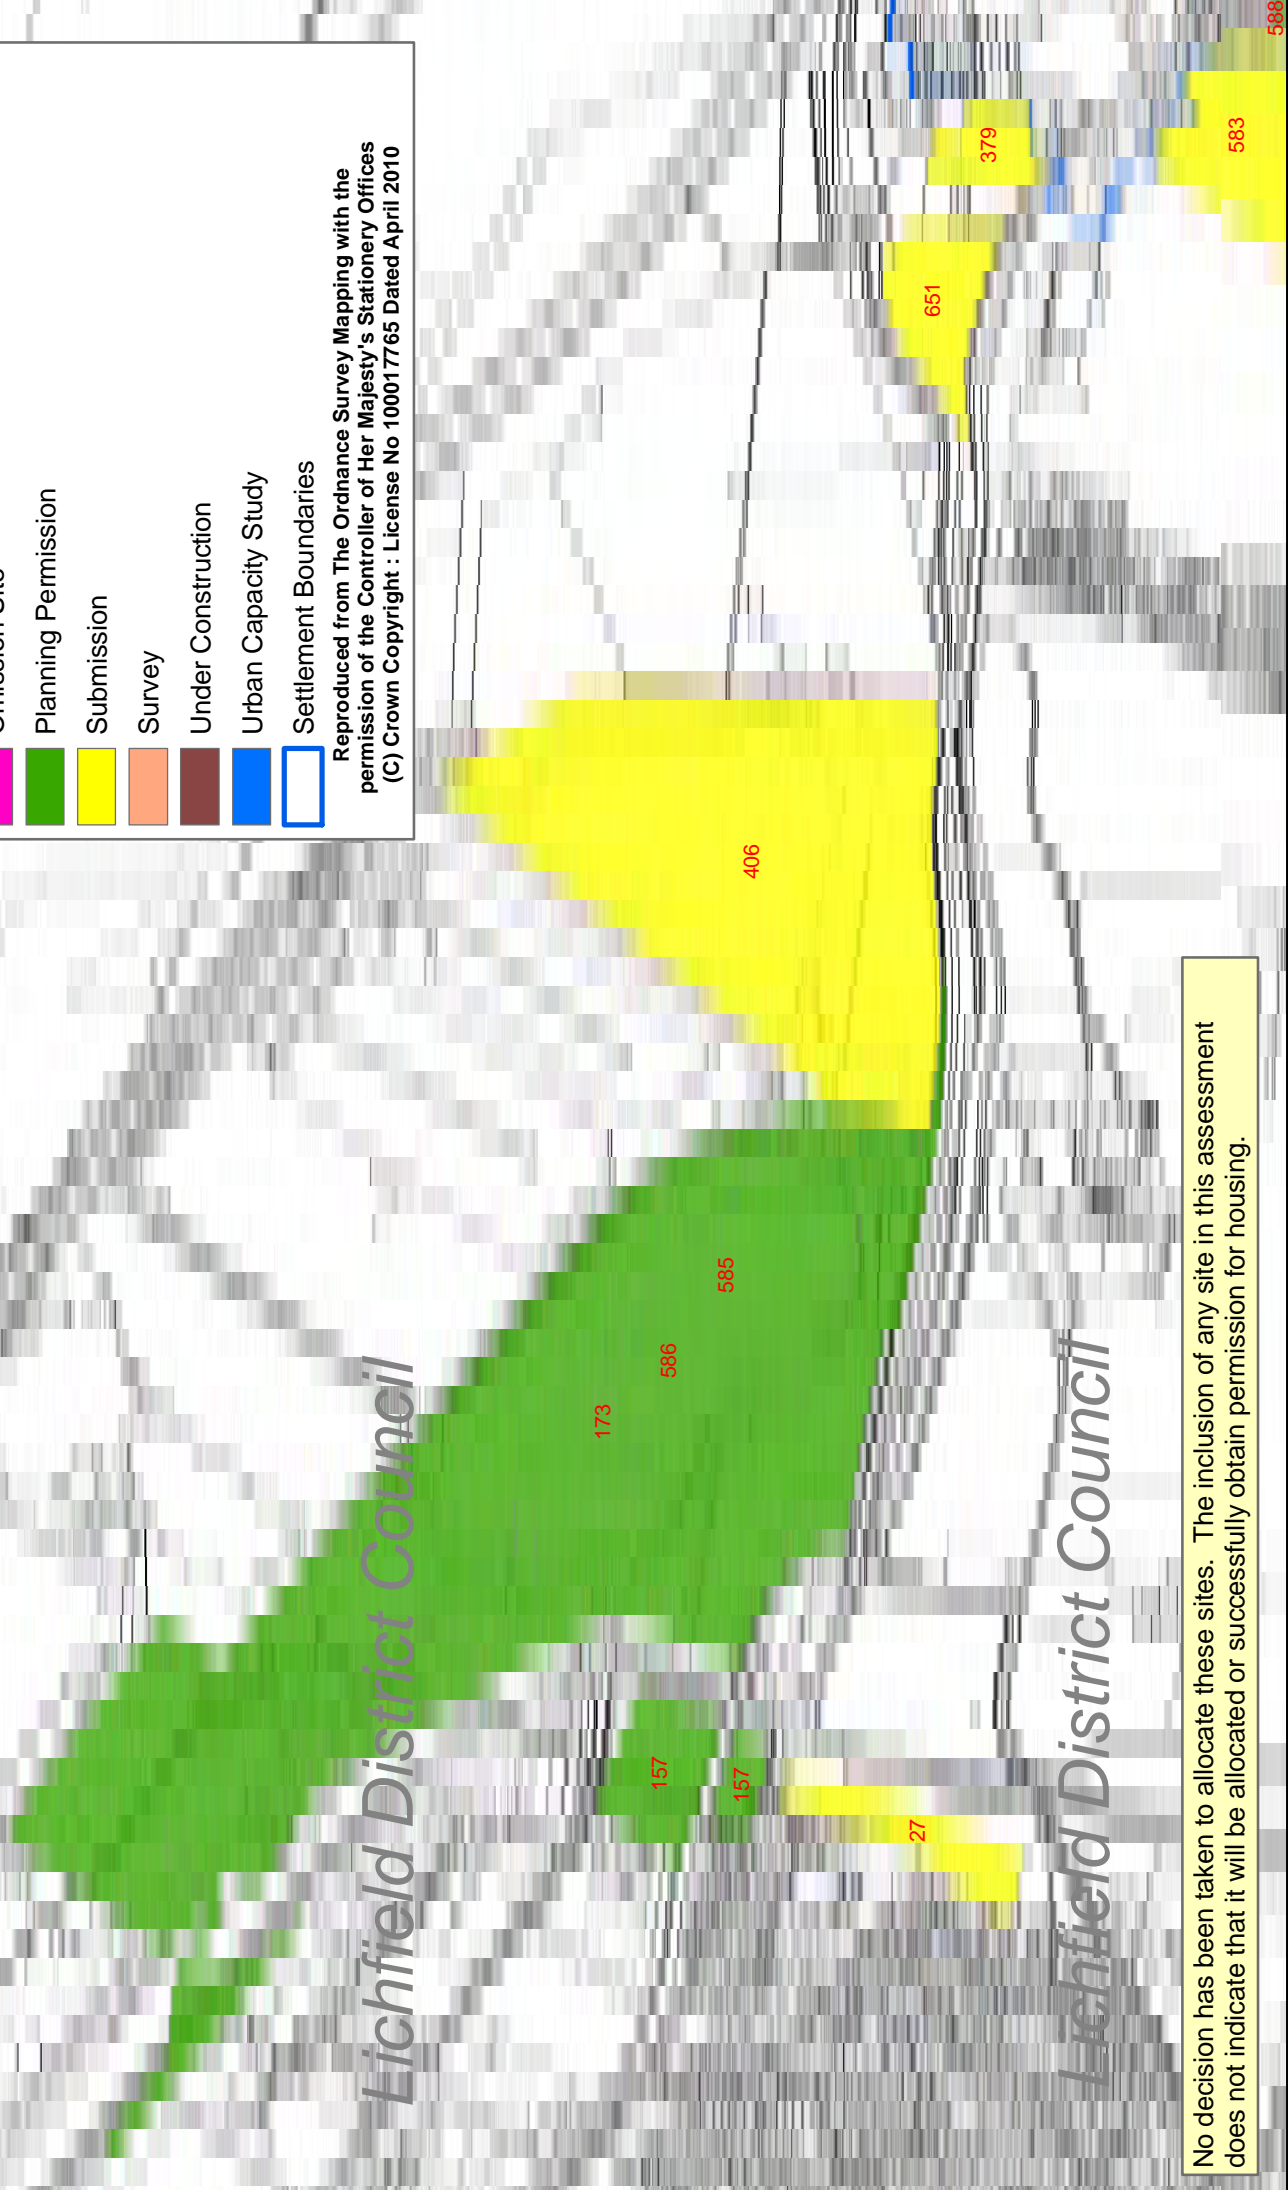 Planning Permission
Submission
Survey
Under Construction
Urban Capacity Study
Settlement Boundaries
Reproduced from The Ordnance Survey Mapping with the
permission of the Controller of Her Majesty's Stationery Offices
(C) Crown Copyright : License No 100017765 Dated April 2010
Lichfield District Council
173
586
585
406
157
157
27
651
379
583
588
Lichfield District Council
No decision has been taken to allocate these sites. The inclusion of any site in this assessment
does not indicate that it will be allocated or successfully obtain permission for housing.